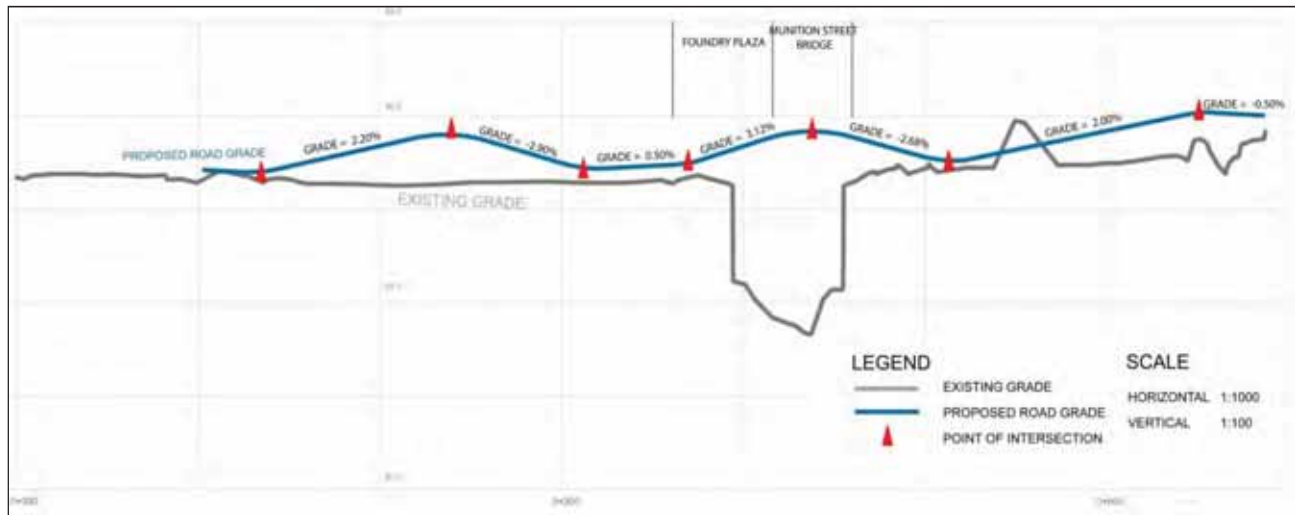 FOUNDRY PLAZA
MUNITION STREET
BRIDGE
PROPOSED ROAD GRADE
GRADE = 2.20%
GRADE = -2.90%
GRADE = 0.50%
GRADE = 3.12%
GRADE = -2.68%
GRADE = 2.00%
GRADE = -0.50%
EXISTING GRADE
LEGEND
EXISTING GRADE
PROPOSED ROAD GRADE
POINT OF INTERSECTION
SCALE
HORIZONTAL 1:1000
VERTICAL 1:100